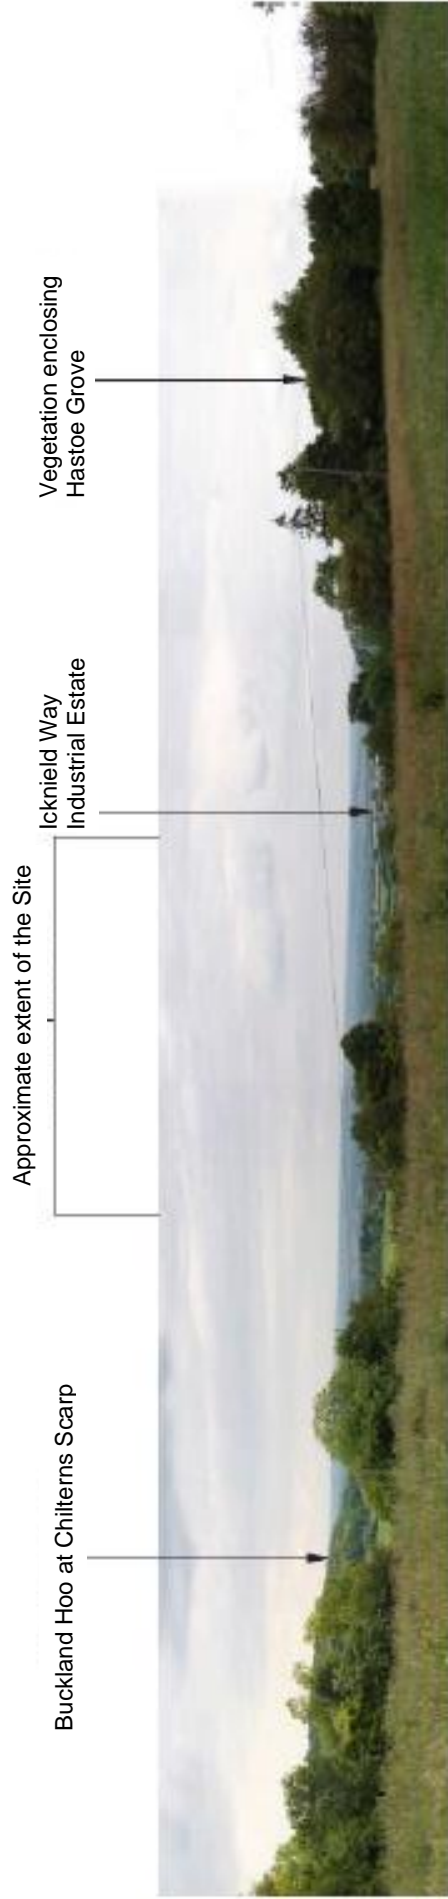 Buckland Hoo at Chilterns Scarp
Approximate extent of the Site
Icknield Way
Industrial Estate
Vegetation enclosing
Hastoe Grove